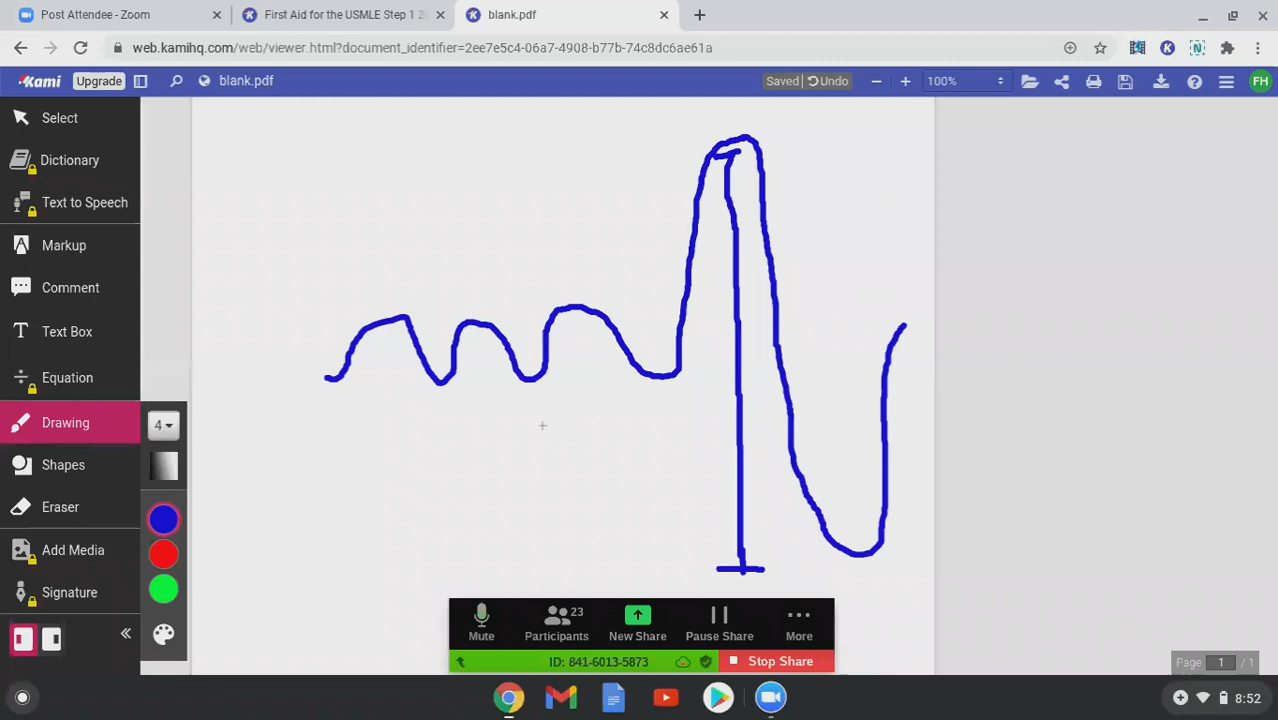 Post Attendee - Zoom
First Aid for the USMLE Step 1 2
blank.pdf
web.kamihq.com/web/viewer.html?document_identifier=2ee7e5c4-06a7-4908-b77b-74c8dc6ae61a
Kami
Upgrade
blank.pdf
Saved
Undo
100%
FH
Select
Dictionary
Text to Speech
Markup
Comment
Text Box
Equation
Drawing
4
Shapes
Eraser
Add Media
Signature
Mute
Participants
23
New Share
Pause Share
More
ID: 841-6013-5873
Stop Share
Page 1 / 1
8:52